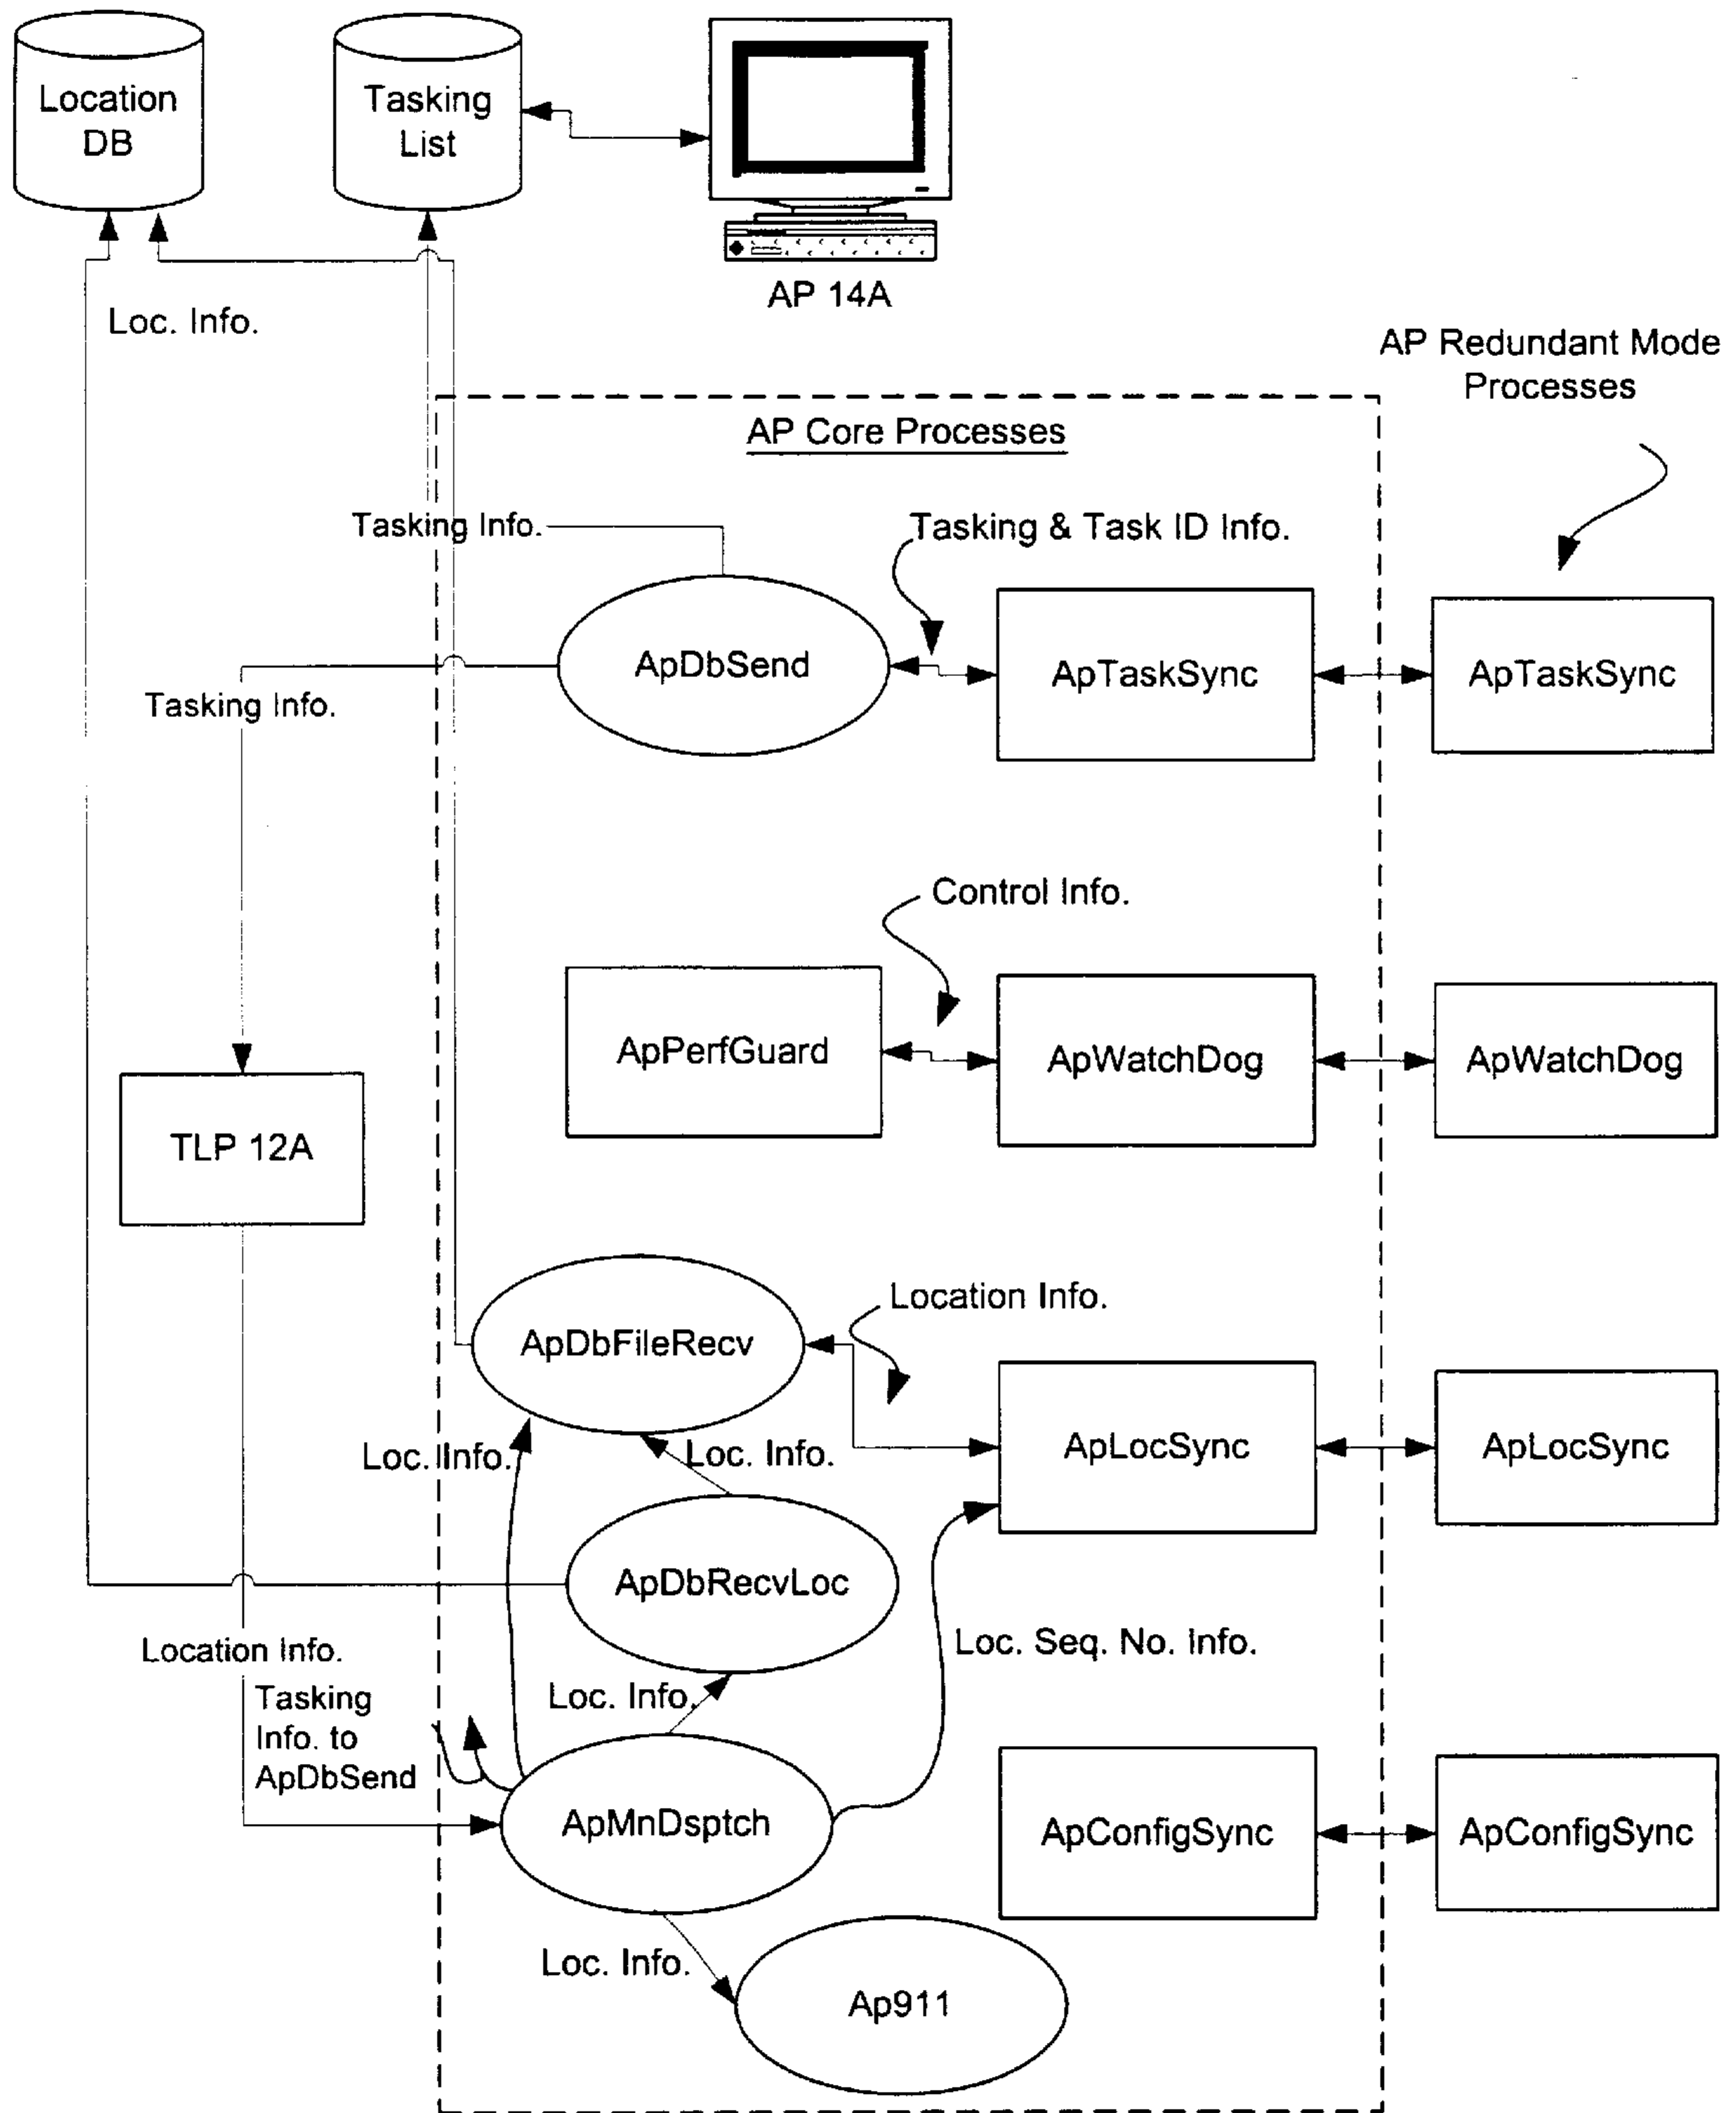 Location
DB
Tasking
List
AP 14A
Loc. Info.
AP Redundant Mode
Processes
AP Core Processes
Tasking Info.
Tasking & Task ID Info.
ApDbSend
ApTaskSync
ApTaskSync
Tasking Info.
Control Info.
ApPerfGuard
ApWatchDog
ApWatchDog
TLP 12A
Location Info.
ApDbFileRecv
Loc. Info.
Loc. Info.
ApLocSync
ApLocSync
ApDbRecvLoc
Location Info.
Loc. Seq. No. Info.
Tasking
Info. to
ApDbSend
Loc. Info.
ApMnDsptch
ApConfigSync
ApConfigSync
Loc. Info.
Ap911